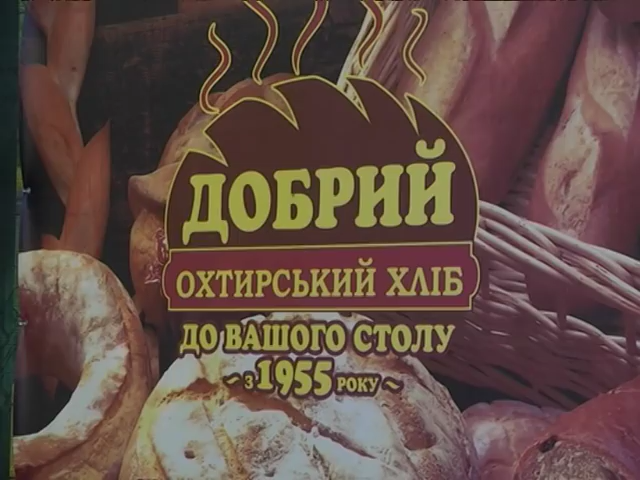 ДОБРИЙ
ОХТИРСЬКИЙ ХЛІБ
ДО ВАШОГО СТОЛУ
~ З 1955 РОКУ ~